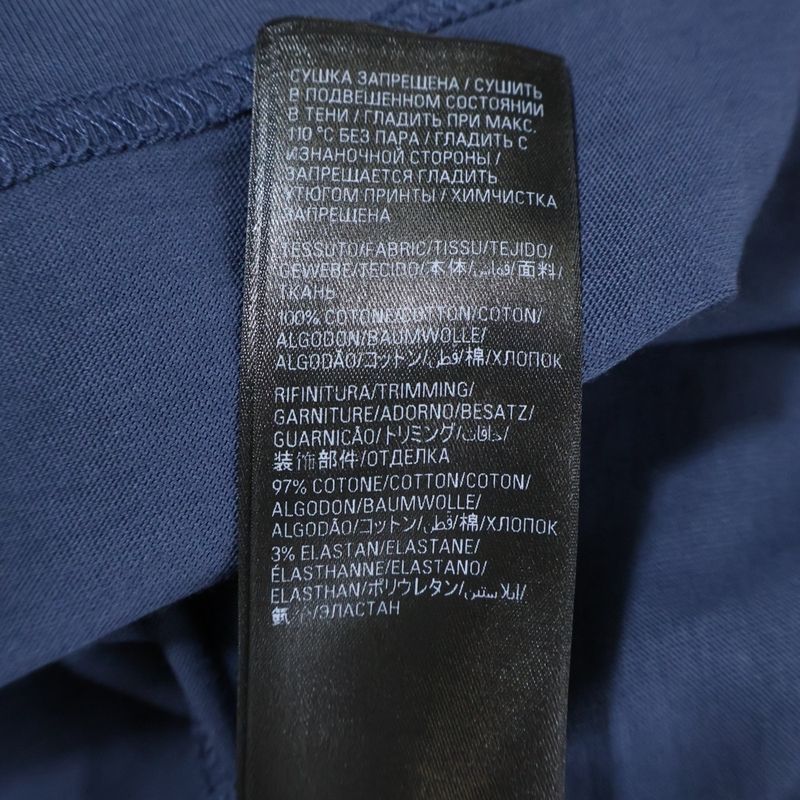 СУШКА ЗАПРЕЩЕНА / СУШИТЬ
В ПОДВЕШЕННОМ СОСТОЯНИИ
В ТЕНИ / ГЛАДИТЬ ПРИ МАКС.
110 °C БЕЗ ПАРА / ГЛАДИТЬ С
ИЗНАНОЧНОЙ СТОРОНЫ /
ЗАПРЕЩАЕТСЯ ГЛАДИТЬ
УТЮГОМ ПРИНТЫ / ХИМЧИСТКА
ЗАПРЕЩЕНА
TESSUTO/FABRIC/TISSU/TEJIDO/
GEWEBE/TECIDO/本体/قماش/面料/
ТКАНЬ
100% COTONE/COTTON/COTON/
ALGODON/BAUMWOLLE/
ALGODÃO/コットン/قطن/棉/ХЛОПОК
RIFINITURA/TRIMMING/
GARNITURE/ADORNO/BESATZ/
GUARNICÃO/トリミング/حافات/
装饰部件/ОТДЕЛКА
97% COTONE/COTTON/COTON/
ALGODON/BAUMWOLLE/
ALGODÃO/コットン/قطن/棉/ХЛОПОК
3% ELASTAN/ELASTANE/
ÉLASTHANNE/ELASTANO/
ELASTHAN/ポリウレタン/إيلاستين/
氨纶/ЭЛАСТАН